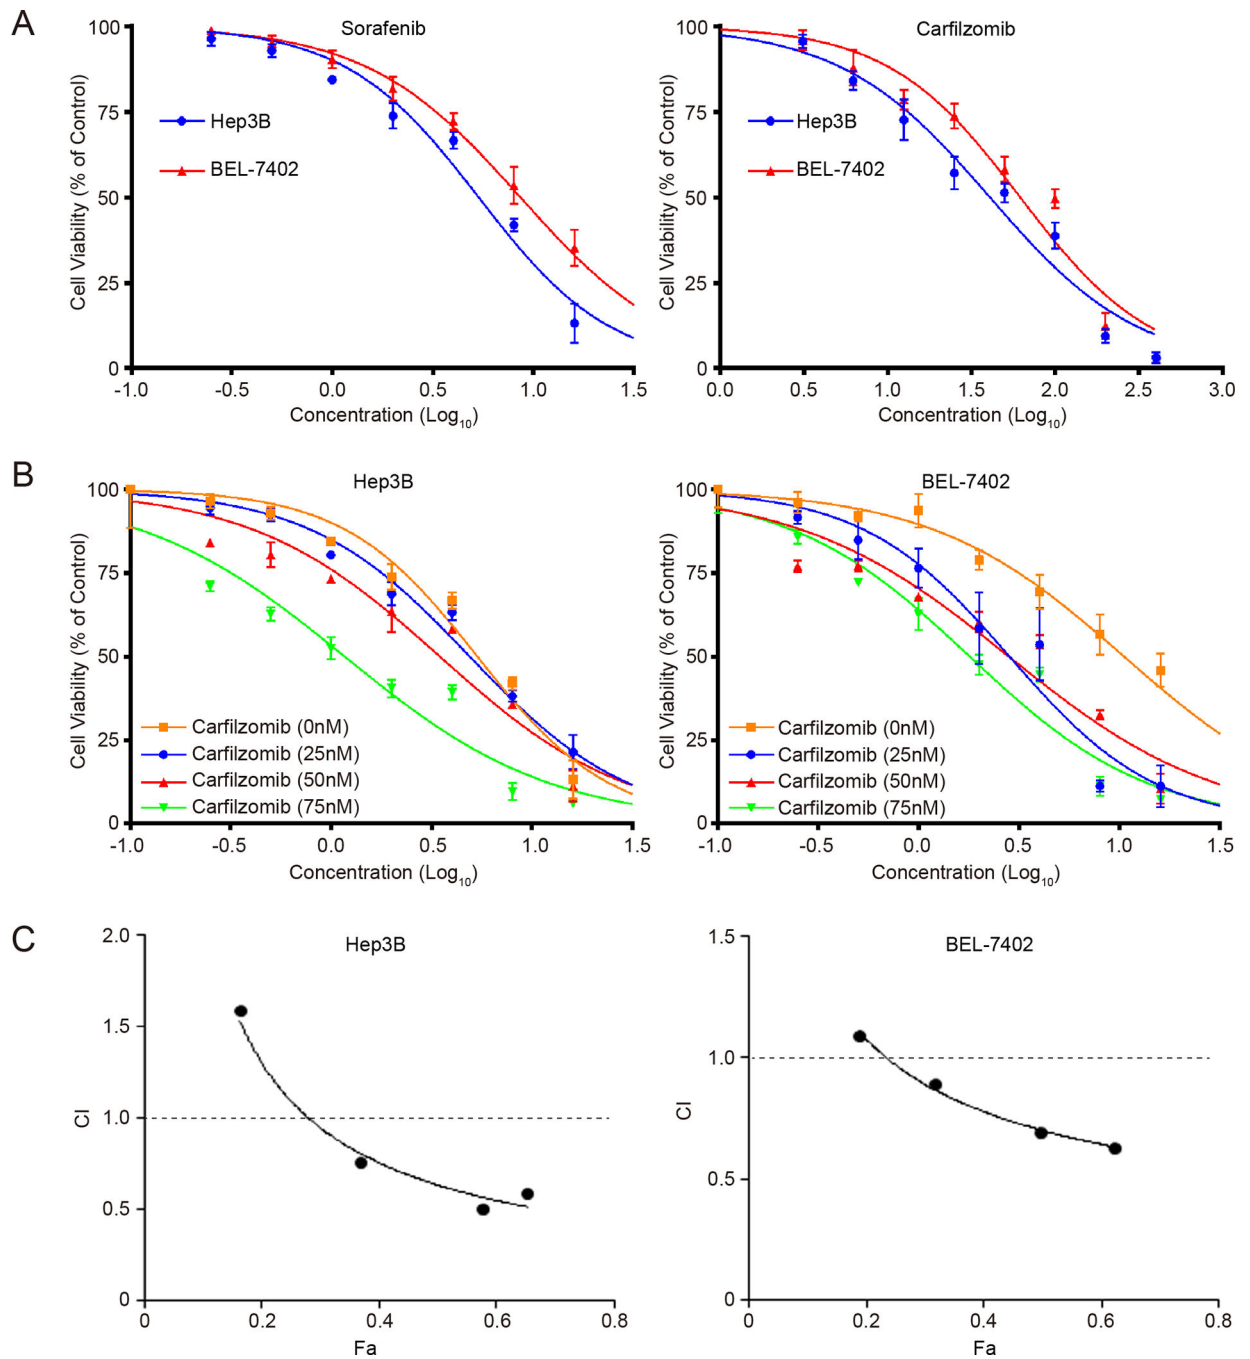 A
Sorafenib
Cell Viability (% of Control)
100
75
50
25
0
Hep3B
BEL-7402
-1.0
-0.5
0.0
0.5
1.0
1.5
Concentration (Log₁₀)
Carfilzomib
Cell Viability (% of Control)
100
75
50
25
0
Hep3B
BEL-7402
0.0
0.5
1.0
1.5
2.0
2.5
3.0
Concentration (Log₁₀)
B
Hep3B
Cell Viability (% of Control)
100
75
50
25
0
Carfilzomib (0nM)
Carfilzomib (25nM)
Carfilzomib (50nM)
Carfilzomib (75nM)
-1.0
-0.5
0.0
0.5
1.0
1.5
Concentration (Log₁₀)
BEL-7402
Cell Viability (% of Control)
100
75
50
25
0
Carfilzomib (0nM)
Carfilzomib (25nM)
Carfilzomib (50nM)
Carfilzomib (75nM)
-1.0
-0.5
0.0
0.5
1.0
1.5
Concentration (Log₁₀)
C
Hep3B
CI
2.0
1.5
1.0
0.5
0
0
0.2
0.4
0.6
0.8
Fa
BEL-7402
CI
1.5
1.0
0.5
0
0
0.2
0.4
0.6
0.8
Fa